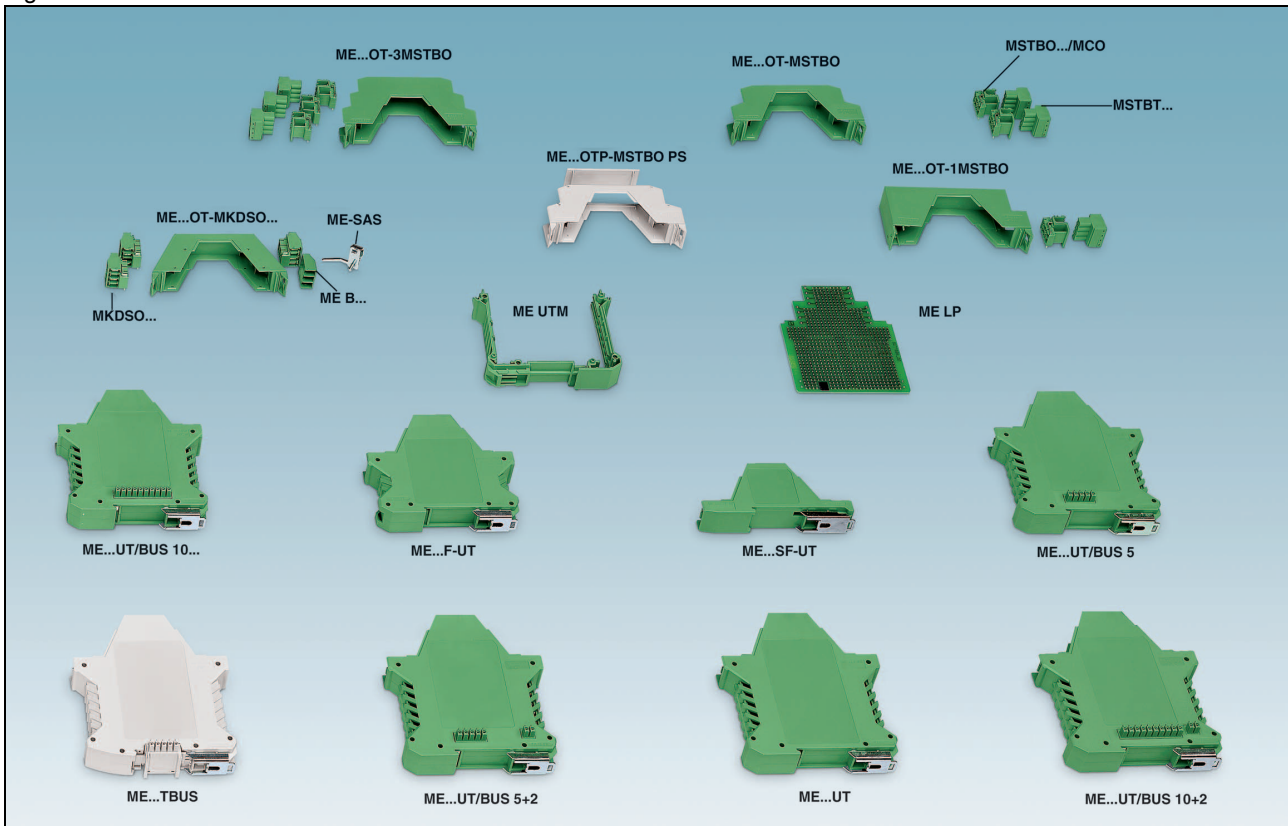 ME...OT-3MSTBO
ME...OT-MSTBO
MSTBO.../MCO
MSTBT...
ME...OTP-MSTBO PS
ME...OT-1MSTBO
ME...OT-MKDSO...
ME-SAS
ME B...
MKDSO...
ME UTM
ME LP
ME...UT/BUS 10...
ME...F-UT
ME...SF-UT
ME...UT/BUS 5
ME...TBUS
ME...UT/BUS 5+2
ME...UT
ME...UT/BUS 10+2